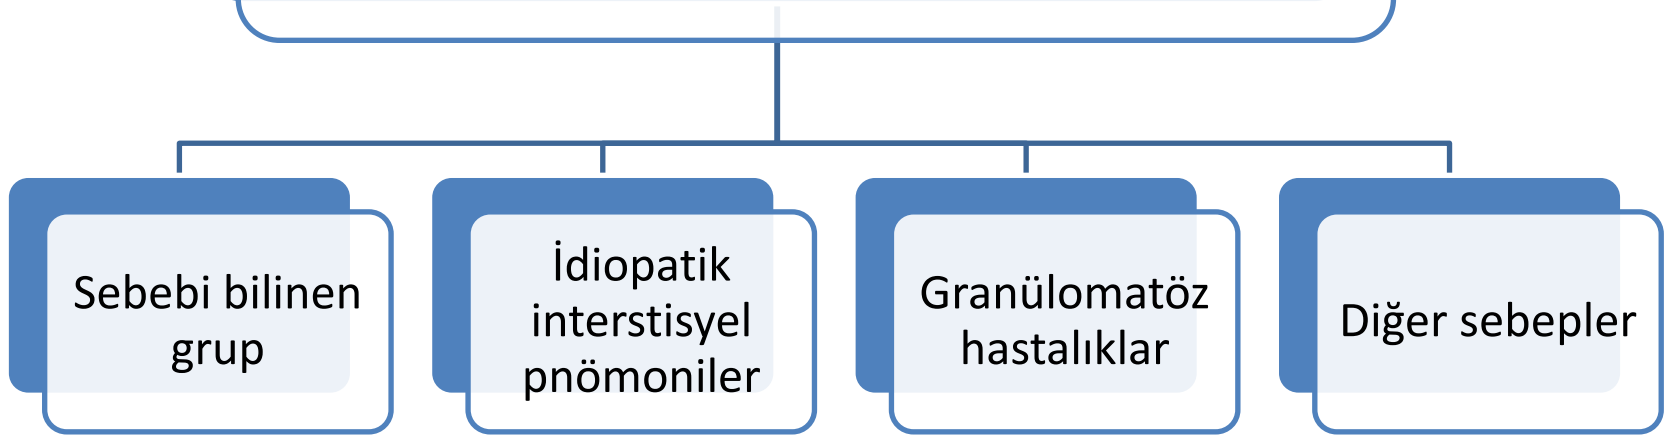 Sebebi bilinen
grup
İdiopatik
interstisyel
pnömoniler
Granülomatöz
hastalıklar
Diğer sebepler